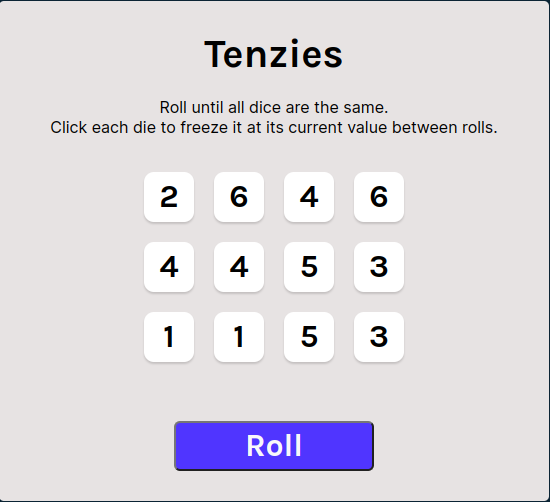 Tenzies
Roll until all dice are the same.
Click each die to freeze it at its current value between rolls.
2 6 4 6
4 4 5 3
1 1 5 3
Roll